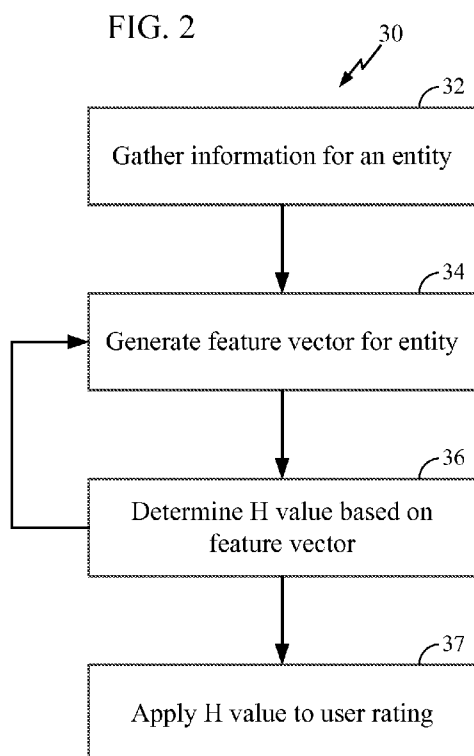 FIG. 2
30
32
Gather information for an entity
34
Generate feature vector for entity
36
Determine H value based on
feature vector
37
Apply H value to user rating